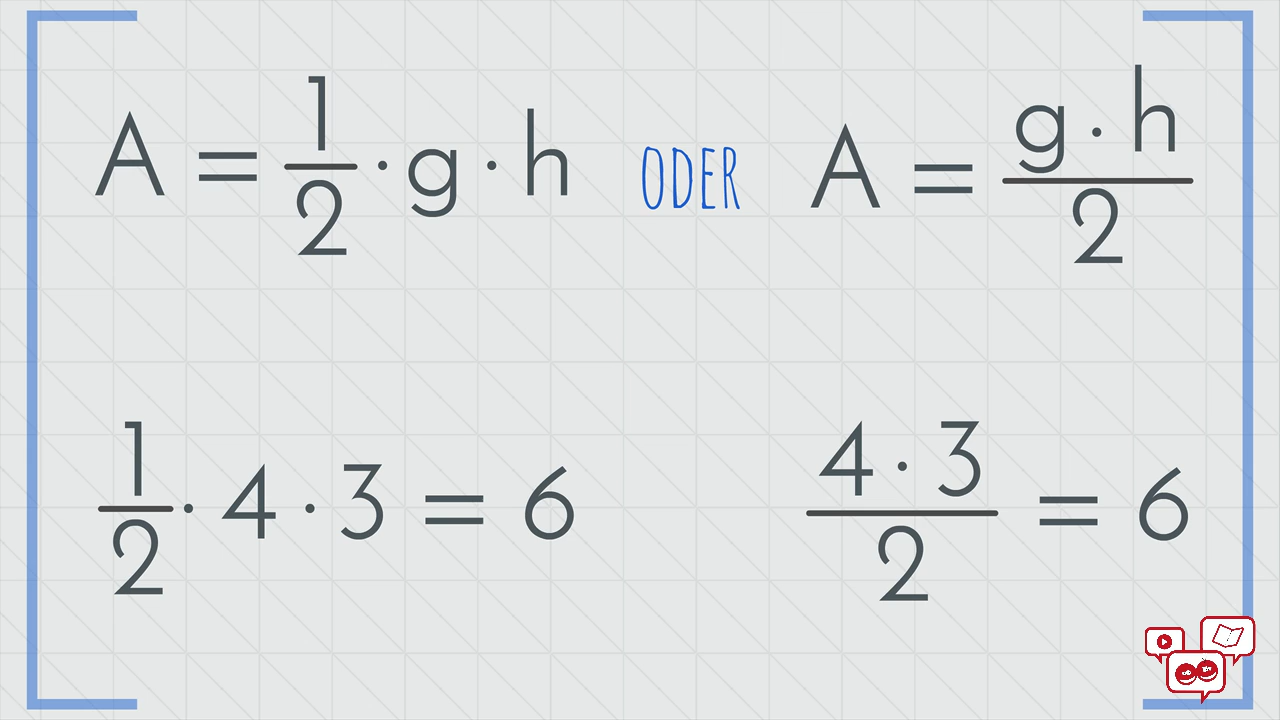 A = 1/2 · g · h ODER A = g · h / 2
1/2 · 4 · 3 = 6 4 · 3 / 2 = 6